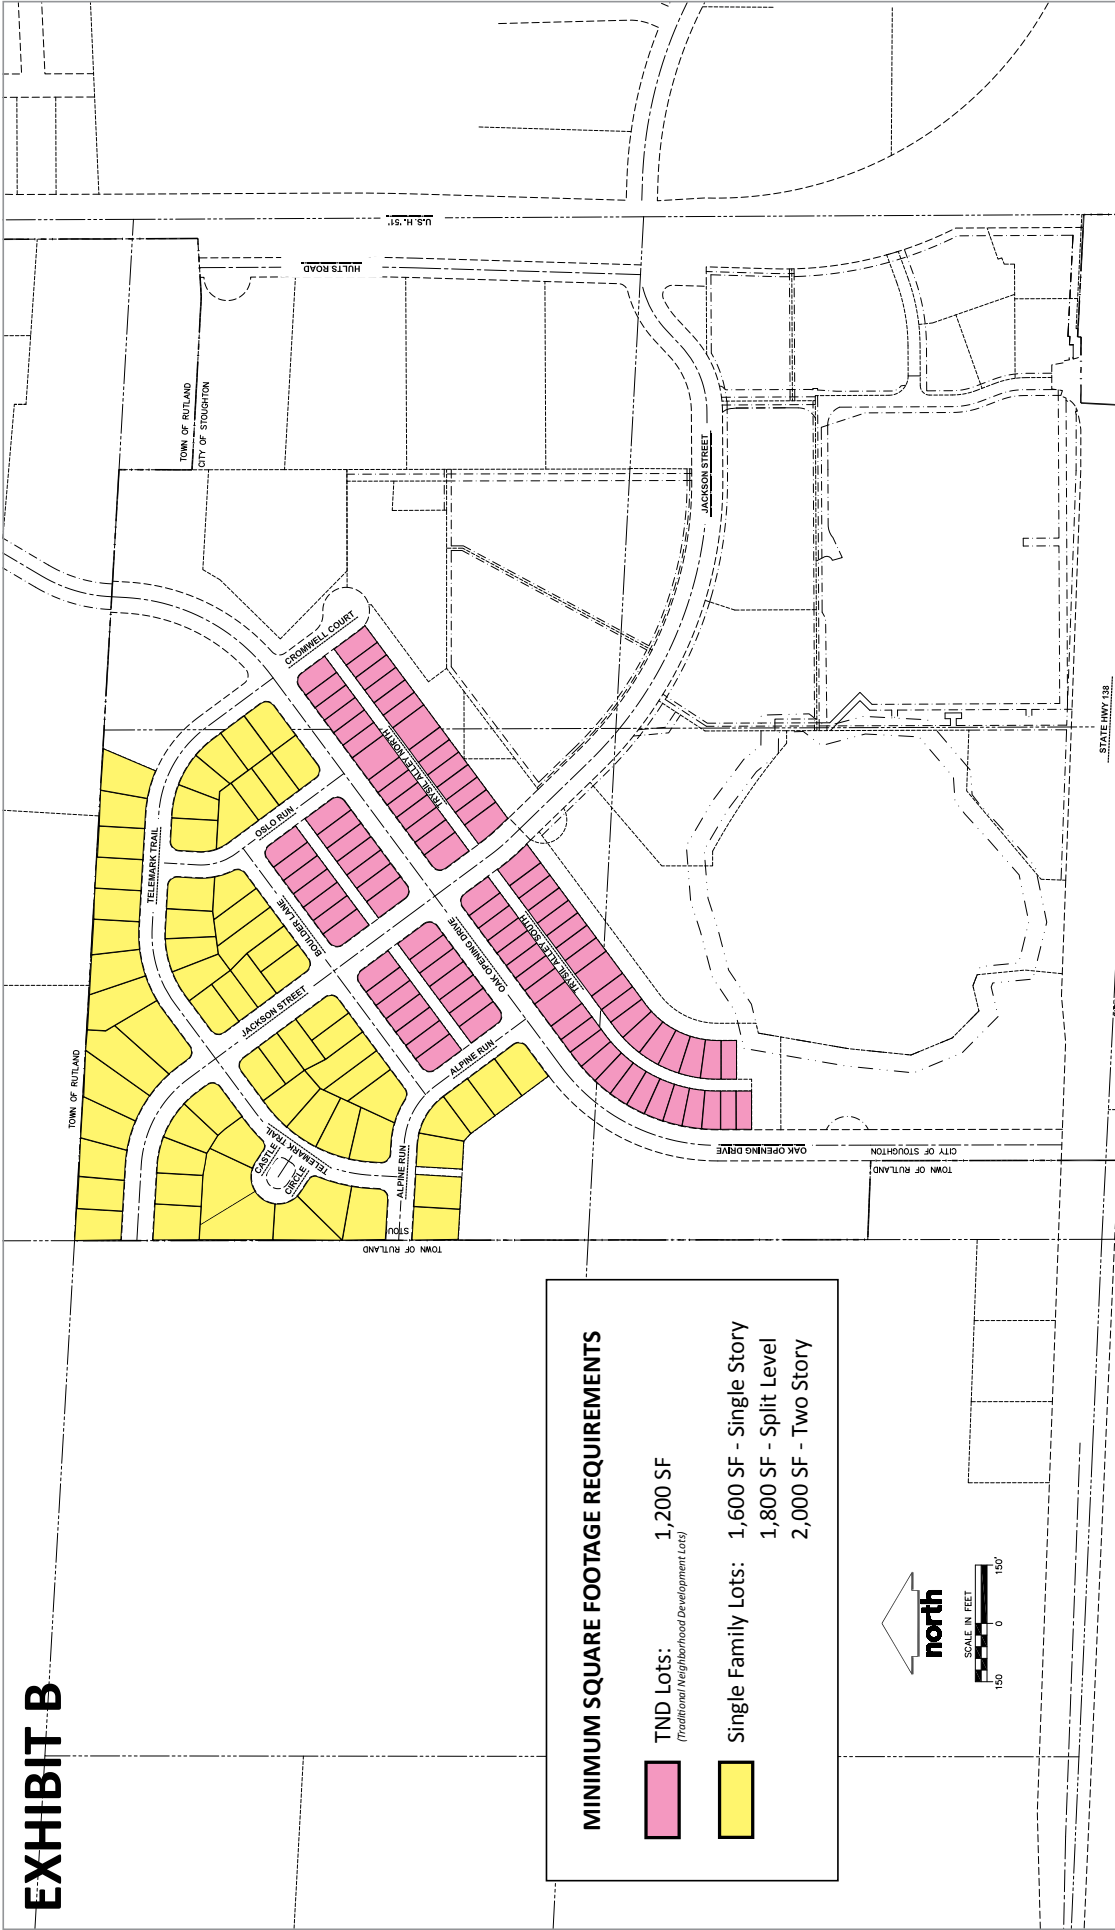 EXHIBIT B
MINIMUM SQUARE FOOTAGE REQUIREMENTS
TND Lots: 1,200 SF
(Traditional Neighborhood Development Lots)
Single Family Lots: 1,600 SF - Single Story
1,800 SF - Split Level
2,000 SF - Two Story
north
SCALE IN FEET
150 0 150'
TOWN OF RUTLAND
TOWN OF RUTLAND
CITY OF STOUGHTON
U.S.H. '51'
HULTS ROAD
TELEMARK TRAIL
OSLO RUN
CROMWELL COURT
BOULDER LANE
TRYSIL ALLEY NORTH
JACKSON STREET
JACKSON STREET
OAK OPENING DRIVE
TRYSIL ALLEY SOUTH
ALPINE RUN
TELEMARK TRAIL
CASTLE
CIRCLE
ALPINE RUN
STOU
TOWN OF RUTLAND
OAK OPENING DRIVE
CITY OF STOUGHTON
TOWN OF RUTLAND
STATE HWY 138